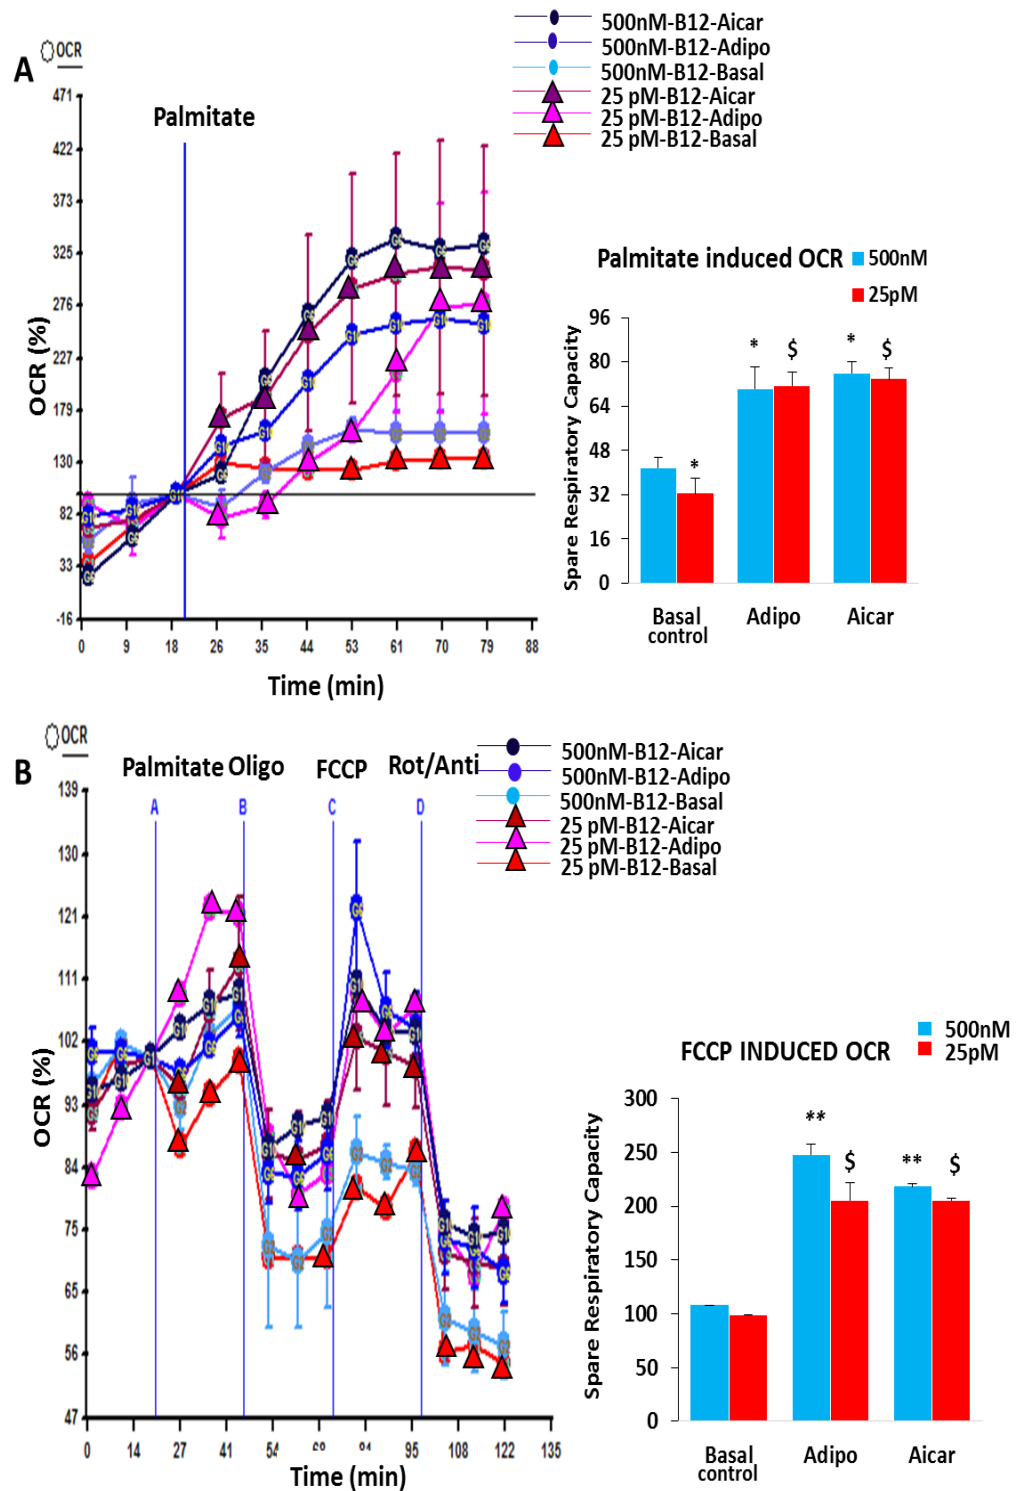 500nM-B12-Aicar
500nM-B12-Adipo
500nM-B12-Basal
25 pM-B12-Aicar
25 pM-B12-Adipo
25 pM-B12-Basal
OCR
A
Palmitate
471
422
373
325
276
227
179
130
82
33
-16
OCR (%)
0 9 18 26 36 44 53 61 70 79 88
Time (min)
Palmitate induced OCR
500nM
25pM
96
80
64
48
32
16
0
Spare Respiratory Capacity
* * $ * $
Basal control
Adipo
Aicar
OCR
B
Palmitate Oligo FCCP Rot/Anti
500nM-B12-Aicar
500nM-B12-Adipo
500nM-B12-Basal
25 pM-B12-Aicar
25 pM-B12-Adipo
25 pM-B12-Basal
A B C D
139
130
121
111
102
93
84
75
65
56
47
OCR (%)
0 14 27 41 54 95 108 122 135
Time (min)
FCCP INDUCED OCR
500nM
25pM
300
250
200
150
100
50
0
Spare Respiratory Capacity
** $ ** $
Basal control
Adipo
Aicar